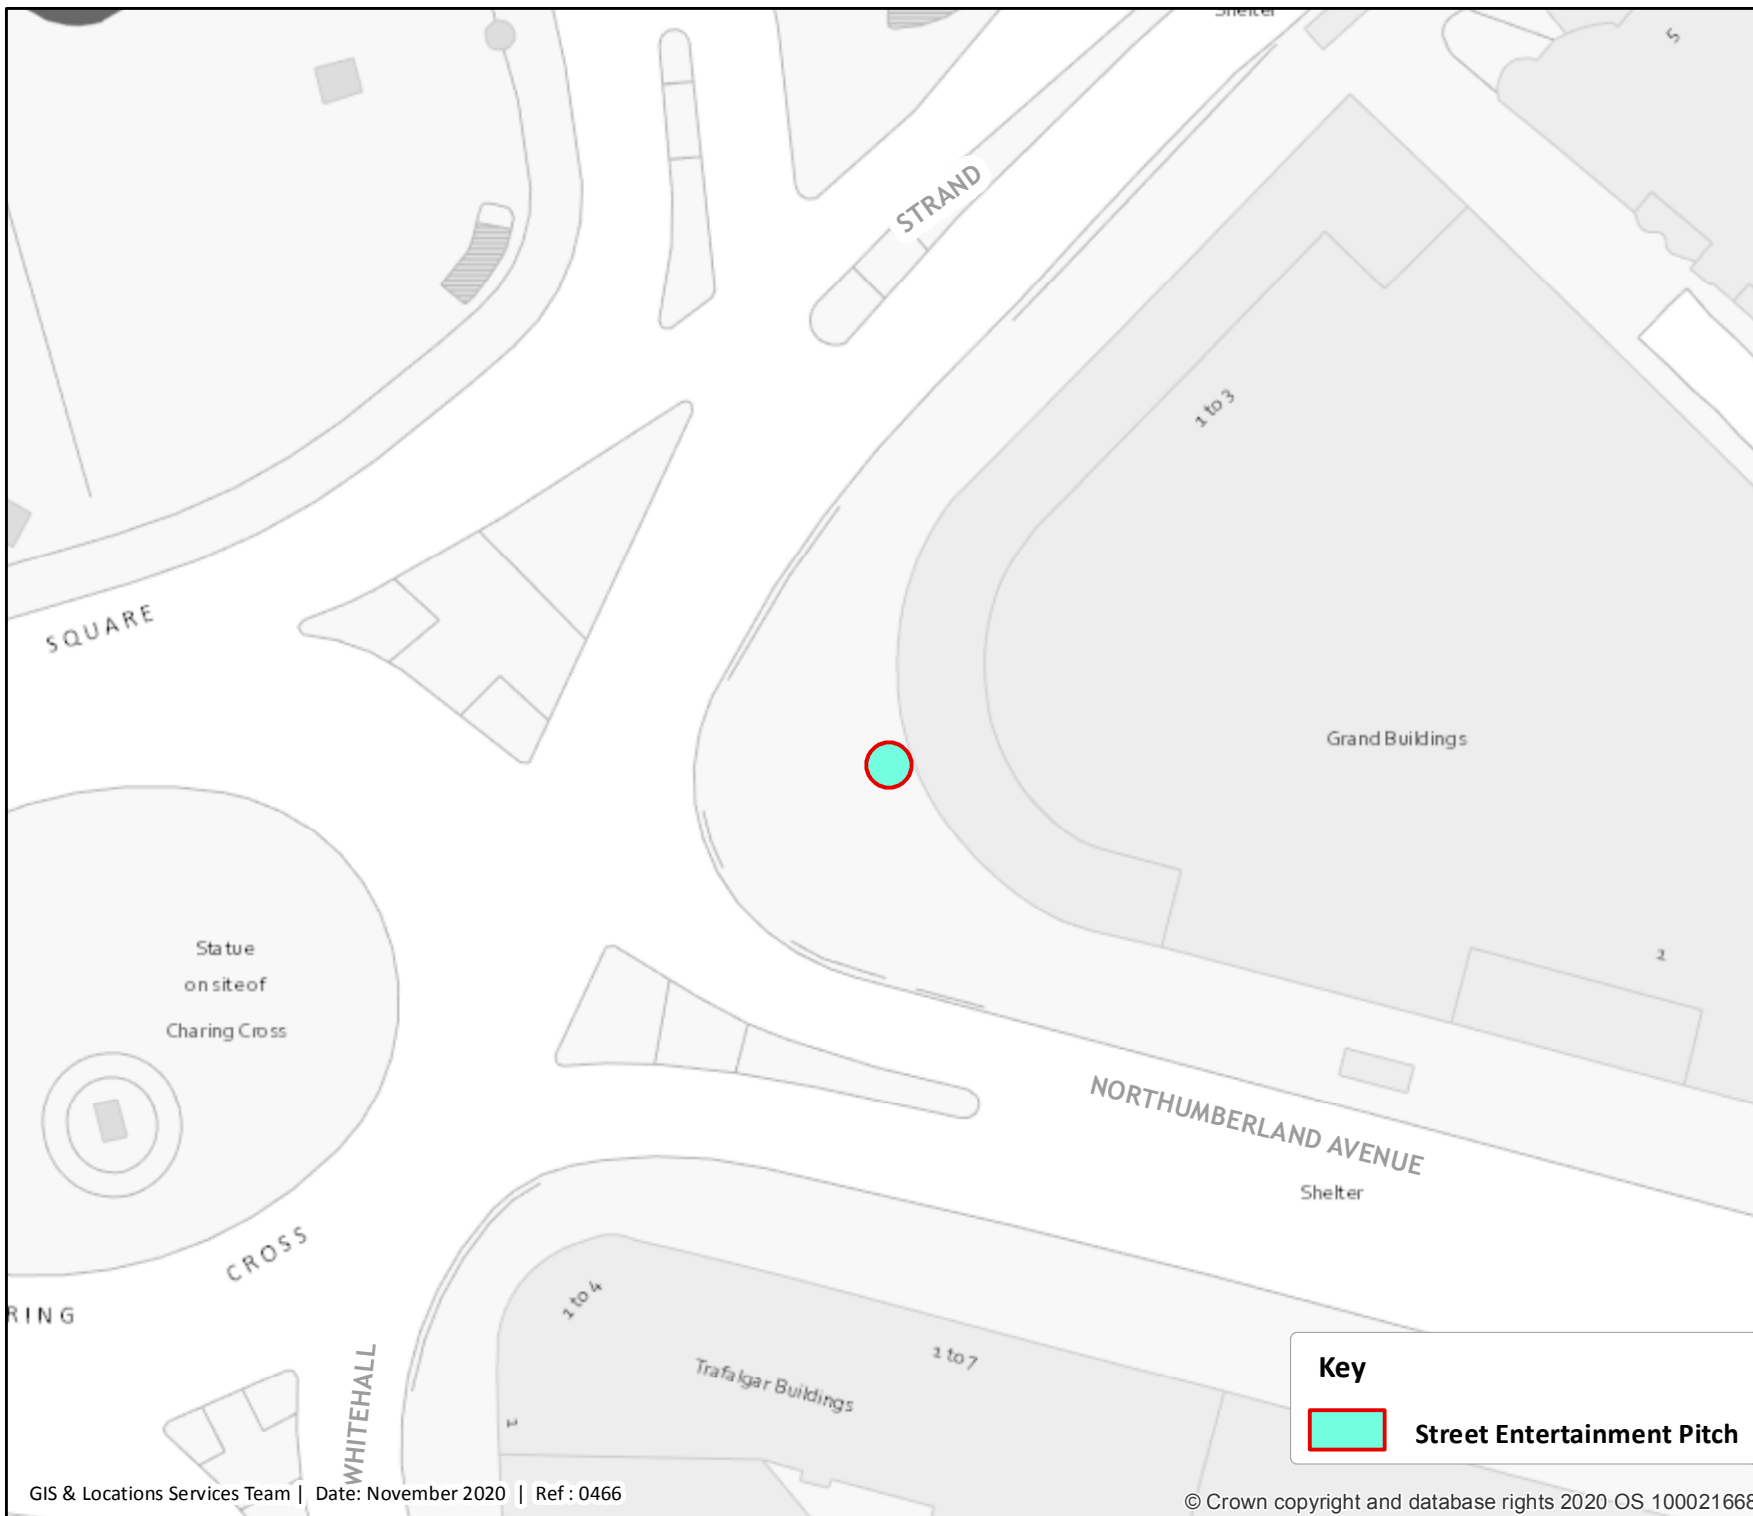 Shelter
5
STRAND
1 to 3
SQUARE
Grand Buildings
Statue
on site of
Charing Cross
1
NORTHUMBERLAND AVENUE
Shelter
CROSS
RING
1 to 4
1 to 7
Trafalgar Buildings
WHITEHALL
1
Key
Street Entertainment Pitch
GIS & Locations Services Team | Date: November 2020 | Ref : 0466
© Crown copyright and database rights 2020 OS 100021668